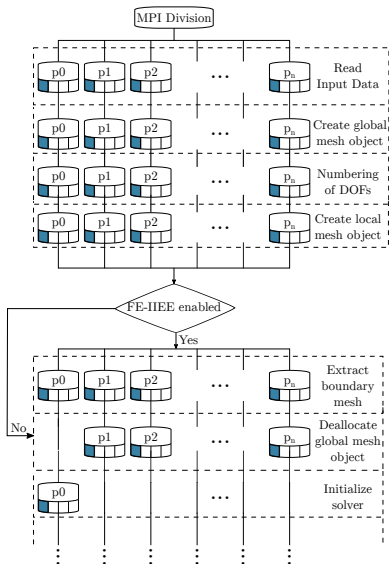 MPI Division
p0 p1 p2 ... pn Read
Input Data
p0 p1 p2 ... pn Create global
mesh object
p0 p1 p2 ... pn Numbering
of DOFs
p0 p1 p2 ... pn Create local
mesh object
FE-IIEE enabled
Yes
No
p0 p1 p2 ... pn Extract
boundary
mesh
p1 p2 ... pn Deallocate
global mesh
object
p0 ... Initialize
solver